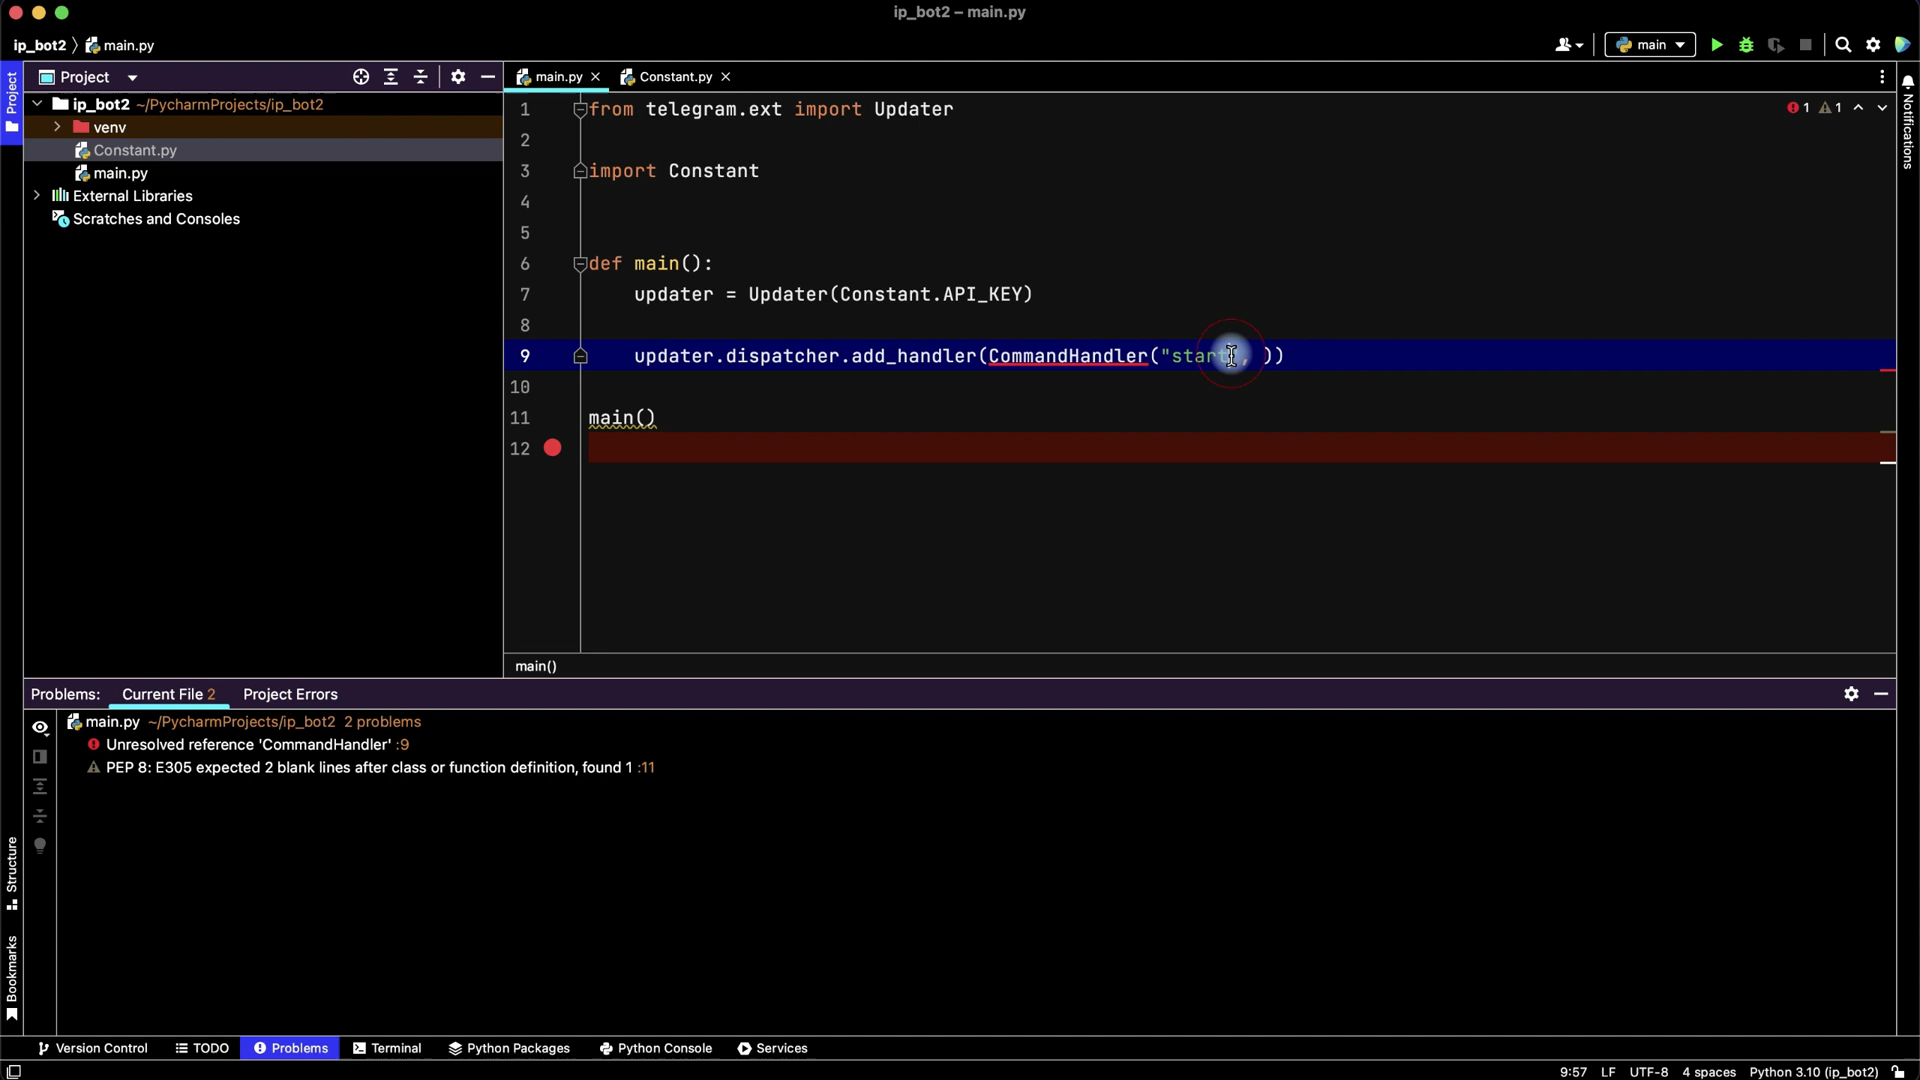 ip_bot2 – main.py
ip_bot2 〉 main.py
main
Project
main.py
Constant.py
Project
Notifications
ip_bot2 ~/PycharmProjects/ip_bot2
venv
Constant.py
main.py
External Libraries
Scratches and Consoles
1 from telegram.ext import Updater
1 1
2
3 import Constant
4
5
6 def main():
7 updater = Updater(Constant.API_KEY)
8
9 updater.dispatcher.add_handler(CommandHandler("start", ))
10
11 main()
12
main()
Problems: Current File 2 Project Errors
main.py ~/PycharmProjects/ip_bot2 2 problems
Unresolved reference 'CommandHandler' :9
PEP 8: E305 expected 2 blank lines after class or function definition, found 1 :11
Structure
Bookmarks
Version Control TODO Problems Terminal Python Packages Python Console Services
9:57 LF UTF-8 4 spaces Python 3.10 (ip_bot2)